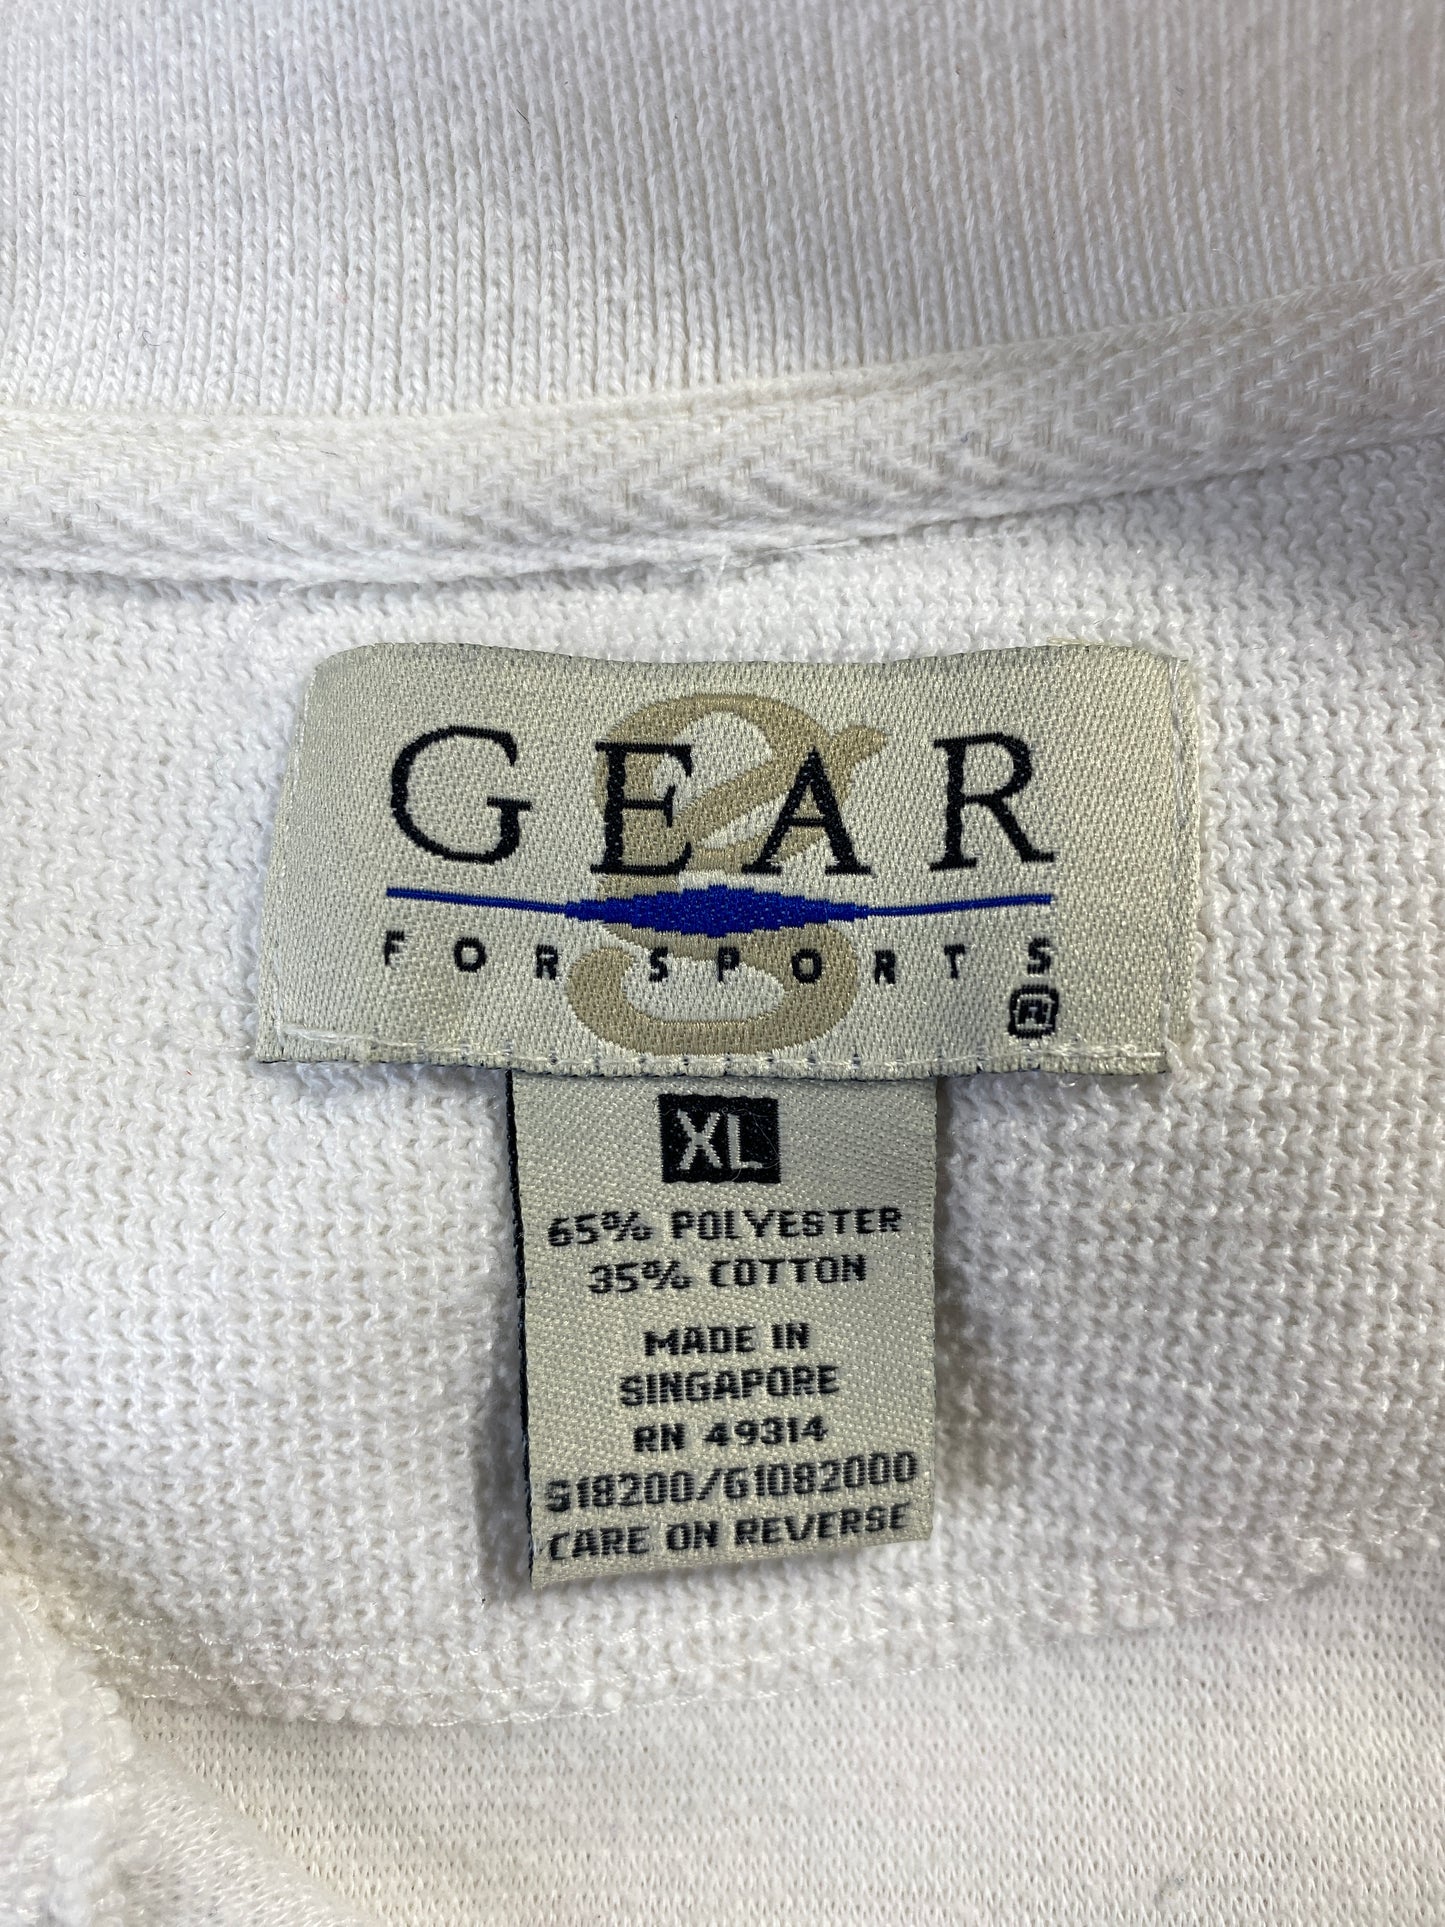 GEAR
FOR SPORTS
®
XL
65% POLYESTER
35% COTTON
MADE IN
SINGAPORE
RN 49314
S18200/G1082000
CARE ON REVERSE